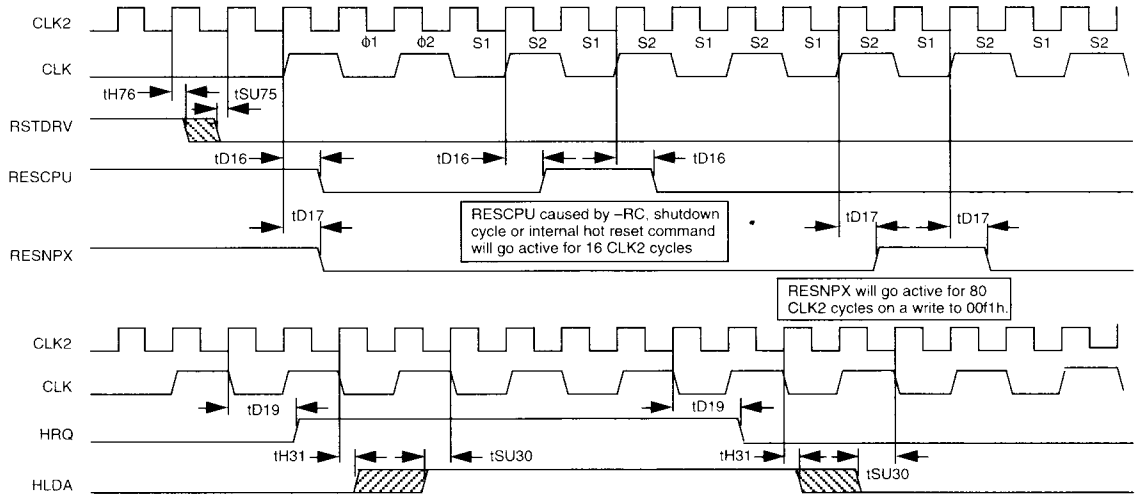 CLK2
φ1 φ2 S1 S2 S1 S2 S1 S2 S1 S2 S1 S2 S1 S2
CLK
tH76 tSU75
RSTDRV
tD16 tD16 tD16
RESCPU
tD17 RESCPU caused by –RC, shutdown cycle or internal hot reset command will go active for 16 CLK2 cycles tD17 tD17
RESNPX
RESNPX will go active for 80
CLK2 cycles on a write to 00f1h.
CLK2
CLK
tD19 tD19
HRQ
tH31 tSU30 tH31 tSU30
HLDA